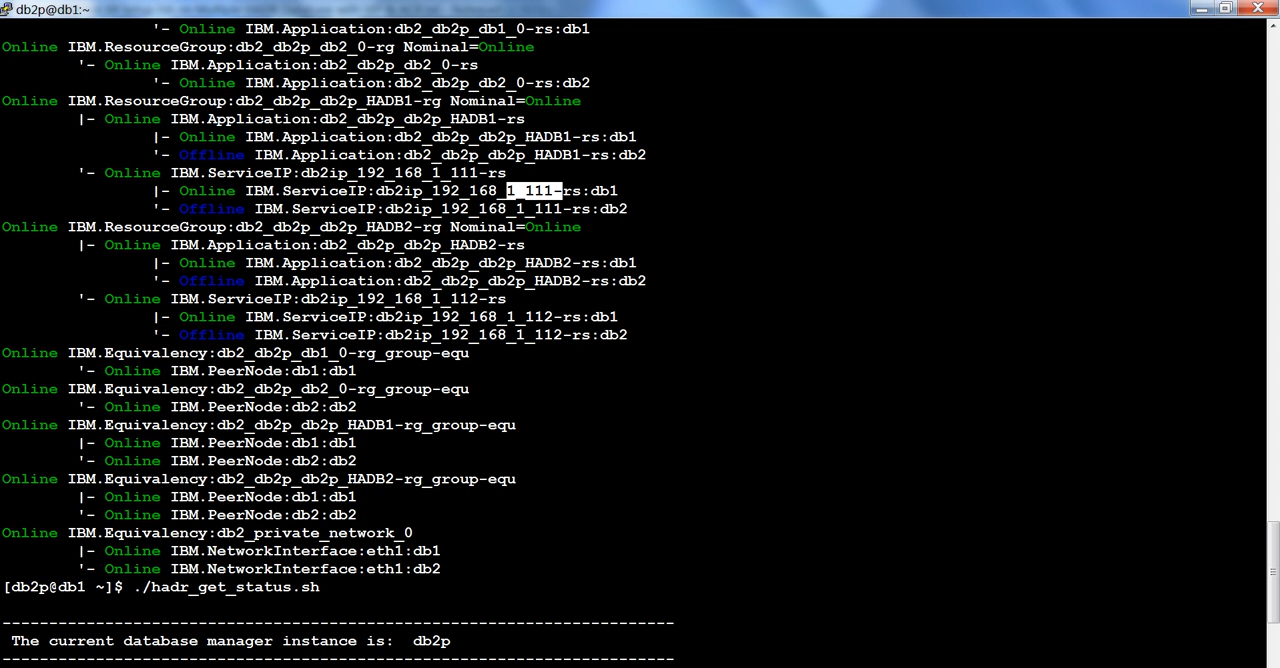 db2p@db1:~
'- Online IBM.Application:db2_db2p_db1_0-rs:db1
Online IBM.ResourceGroup:db2_db2p_db2_0-rg Nominal=Online
'- Online IBM.Application:db2_db2p_db2_0-rs
'- Online IBM.Application:db2_db2p_db2_0-rs:db2
Online IBM.ResourceGroup:db2_db2p_db2p_HADB1-rg Nominal=Online
|- Online IBM.Application:db2_db2p_db2p_HADB1-rs
|- Online IBM.Application:db2_db2p_db2p_HADB1-rs:db1
'- Offline IBM.Application:db2_db2p_db2p_HADB1-rs:db2
'- Online IBM.ServiceIP:db2ip_192_168_1_111-rs
|- Online IBM.ServiceIP:db2ip_192_168_1_111-rs:db1
'- Offline IBM.ServiceIP:db2ip_192_168_1_111-rs:db2
Online IBM.ResourceGroup:db2_db2p_db2p_HADB2-rg Nominal=Online
|- Online IBM.Application:db2_db2p_db2p_HADB2-rs
|- Online IBM.Application:db2_db2p_db2p_HADB2-rs:db1
'- Offline IBM.Application:db2_db2p_db2p_HADB2-rs:db2
'- Online IBM.ServiceIP:db2ip_192_168_1_112-rs
|- Online IBM.ServiceIP:db2ip_192_168_1_112-rs:db1
'- Offline IBM.ServiceIP:db2ip_192_168_1_112-rs:db2
Online IBM.Equivalency:db2_db2p_db1_0-rg_group-equ
'- Online IBM.PeerNode:db1:db1
Online IBM.Equivalency:db2_db2p_db2_0-rg_group-equ
'- Online IBM.PeerNode:db2:db2
Online IBM.Equivalency:db2_db2p_db2p_HADB1-rg_group-equ
|- Online IBM.PeerNode:db1:db1
'- Online IBM.PeerNode:db2:db2
Online IBM.Equivalency:db2_db2p_db2p_HADB2-rg_group-equ
|- Online IBM.PeerNode:db1:db1
'- Online IBM.PeerNode:db2:db2
Online IBM.Equivalency:db2_private_network_0
|- Online IBM.NetworkInterface:eth1:db1
'- Online IBM.NetworkInterface:eth1:db2
[db2p@db1 ~]$ ./hadr_get_status.sh
------------------------------------------------------------------------
The current database manager instance is:  db2p
------------------------------------------------------------------------